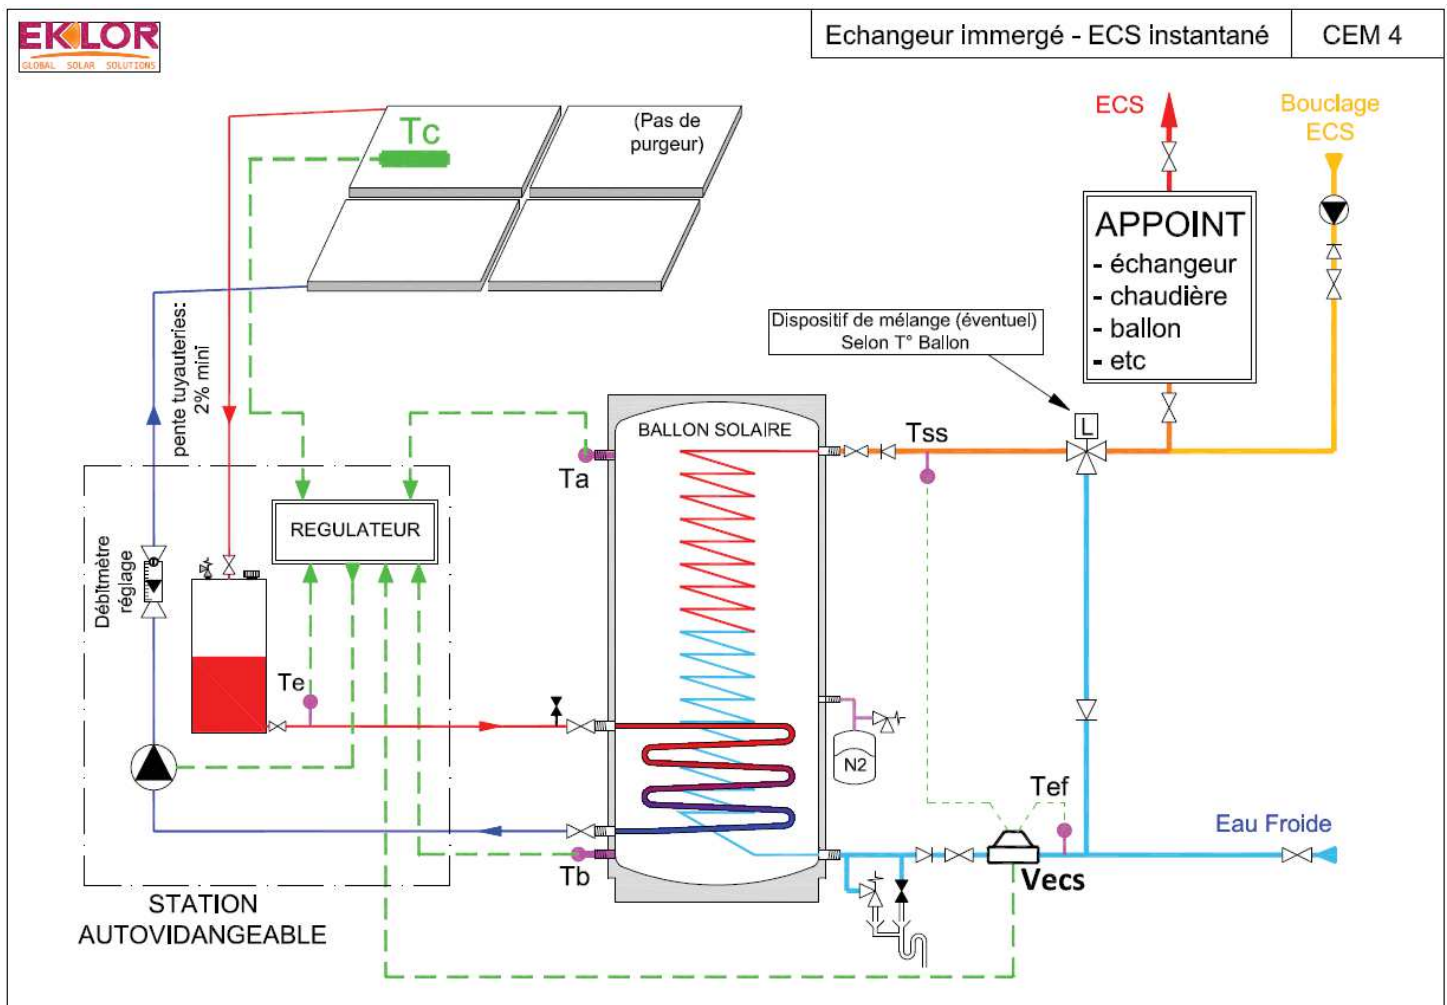 EKLOR
GLOBAL SOLAR SOLUTIONS
Echangeur immergé - ECS instantané
CEM 4
Tc
(Pas de
purgeur)
ECS
Bouclage
ECS
APPOINT
- échangeur
- chaudière
- ballon
- etc
pente tuyauteries:
2% mini
Dispositif de mélange (éventuel)
Selon T° Ballon
L
BALLON SOLAIRE
Tss
Ta
REGULATEUR
Débitmètre
réglage
Te
N2
Tef
Eau Froide
Tb
Vecs
STATION
AUTOVIDANGEABLE